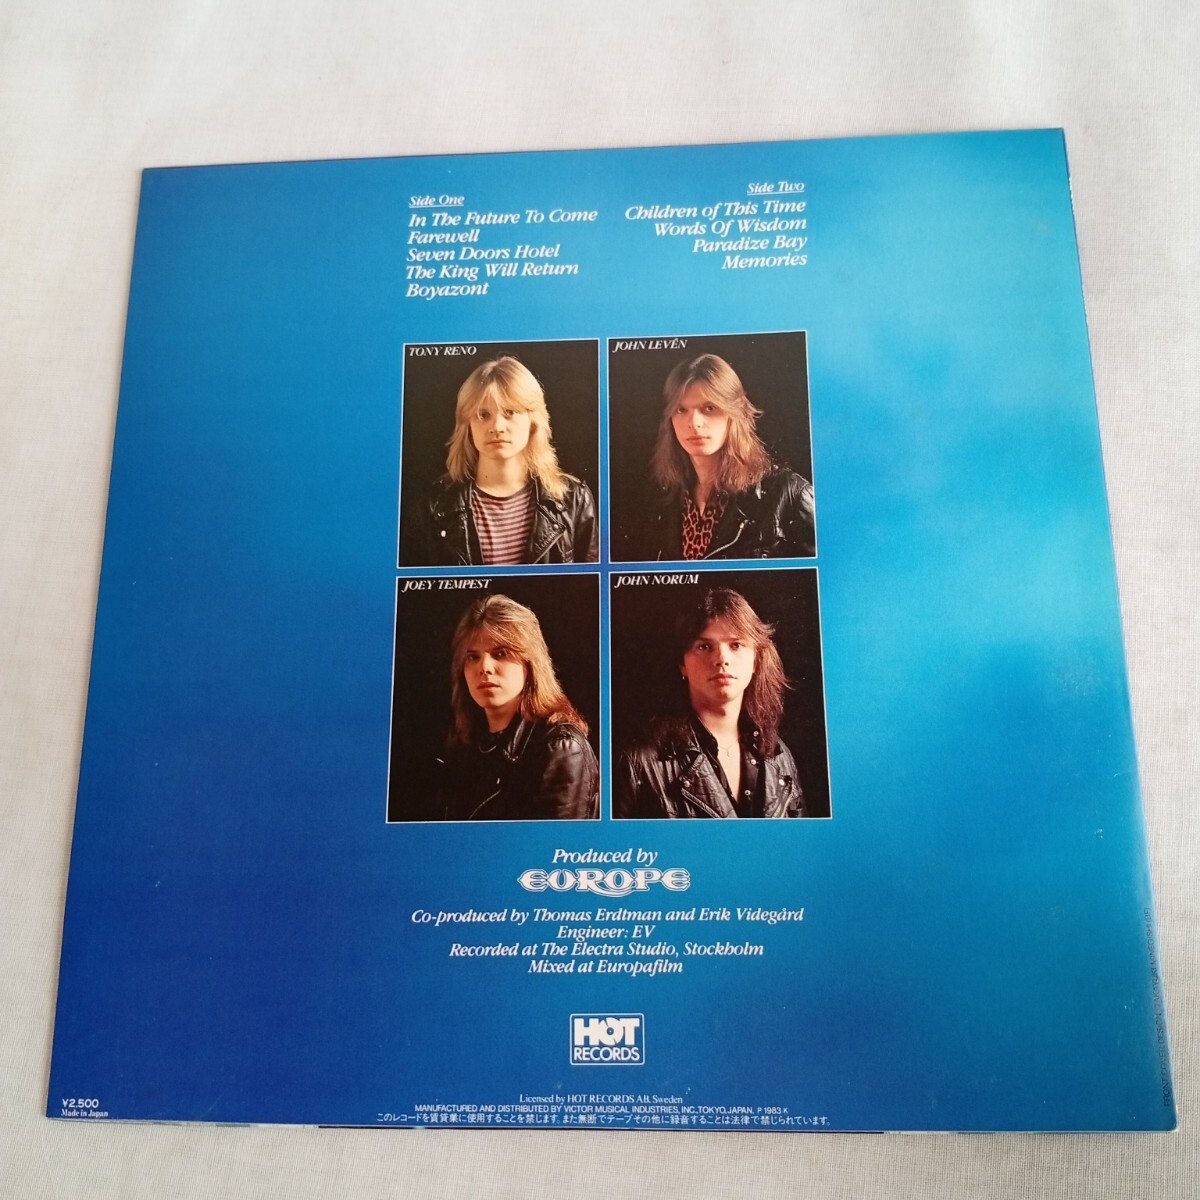 Side One
In The Future To Come
Farewell
Seven Doors Hotel
The King Will Return
Boyazont
Side Two
Children of This Time
Words Of Wisdom
Paradize Bay
Memories
TONY RENO
JOHN LEVÉN
JOEY TEMPEST
JOHN NORUM
Produced by
EUROPE
Co-produced by Thomas Erdtman and Erik Videgård
Engineer: EV
Recorded at The Electra Studio, Stockholm
Mixed at Europafilm
HOT
RECORDS
¥2,500
Made in Japan
Licensed by HOT RECORDS AB. Sweden
MANUFACTURED AND DISTRIBUTED BY VICTOR MUSICAL INDUSTRIES, INC. TOKYO, JAPAN. P 1983 K
このレコードを賃貸業に使用することを禁じます。また無断でテープその他に録音することは法律で禁じられています。